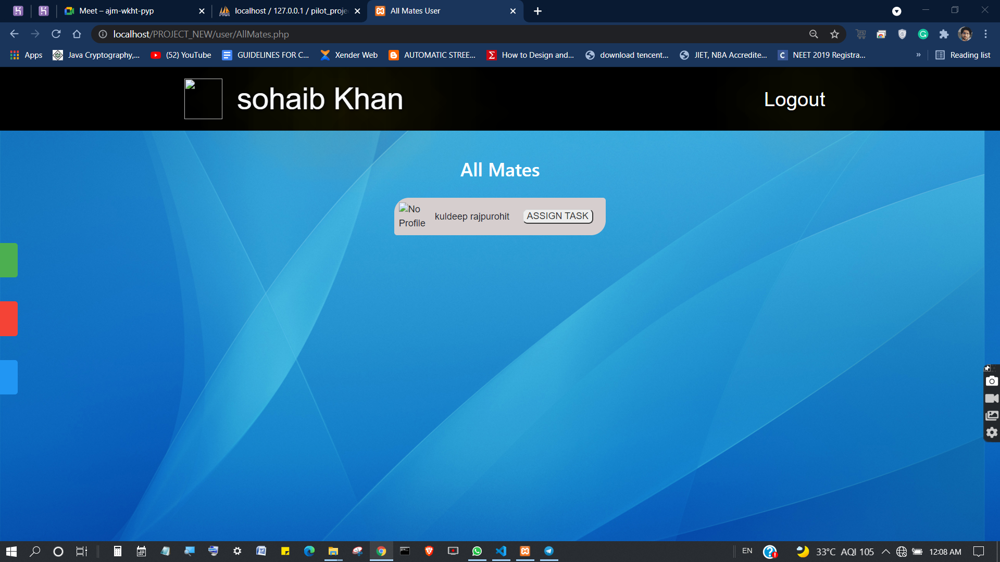 Meet – ajm-wkht-pyp
localhost / 127.0.0.1 / pilot_proje
All Mates User
localhost/PROJECT_NEW/user/AllMates.php
Apps
Java Cryptography,...
(52) YouTube
GUIDELINES FOR C...
Xender Web
AUTOMATIC STREE...
How to Design and...
download tencent...
JIET, NBA Accredite...
NEET 2019 Registra...
»
Reading list
sohaib Khan
Logout
All Mates
No
Profile
kuldeep rajpurohit
ASSIGN TASK
EN
33°C AQI 105
12:08 AM